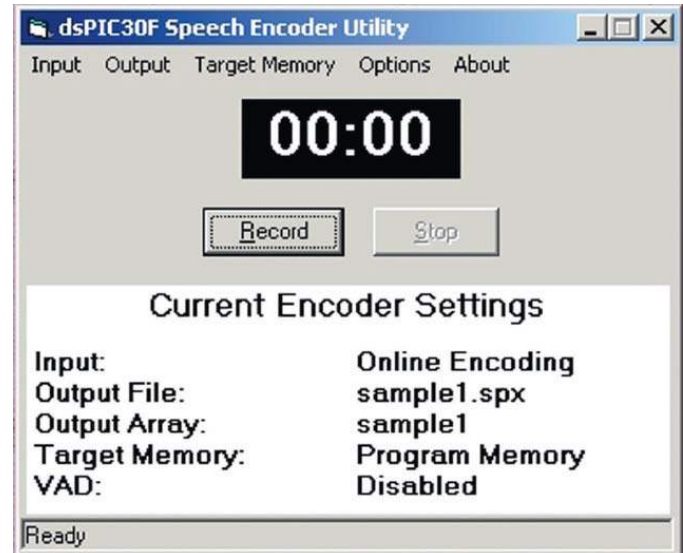 dsPIC30F Speech Encoder Utility
Input Output Target Memory Options About
00:00
Record Stop
Current Encoder Settings
Input: Online Encoding
Output File: sample1.spx
Output Array: sample1
Target Memory: Program Memory
VAD: Disabled
Ready